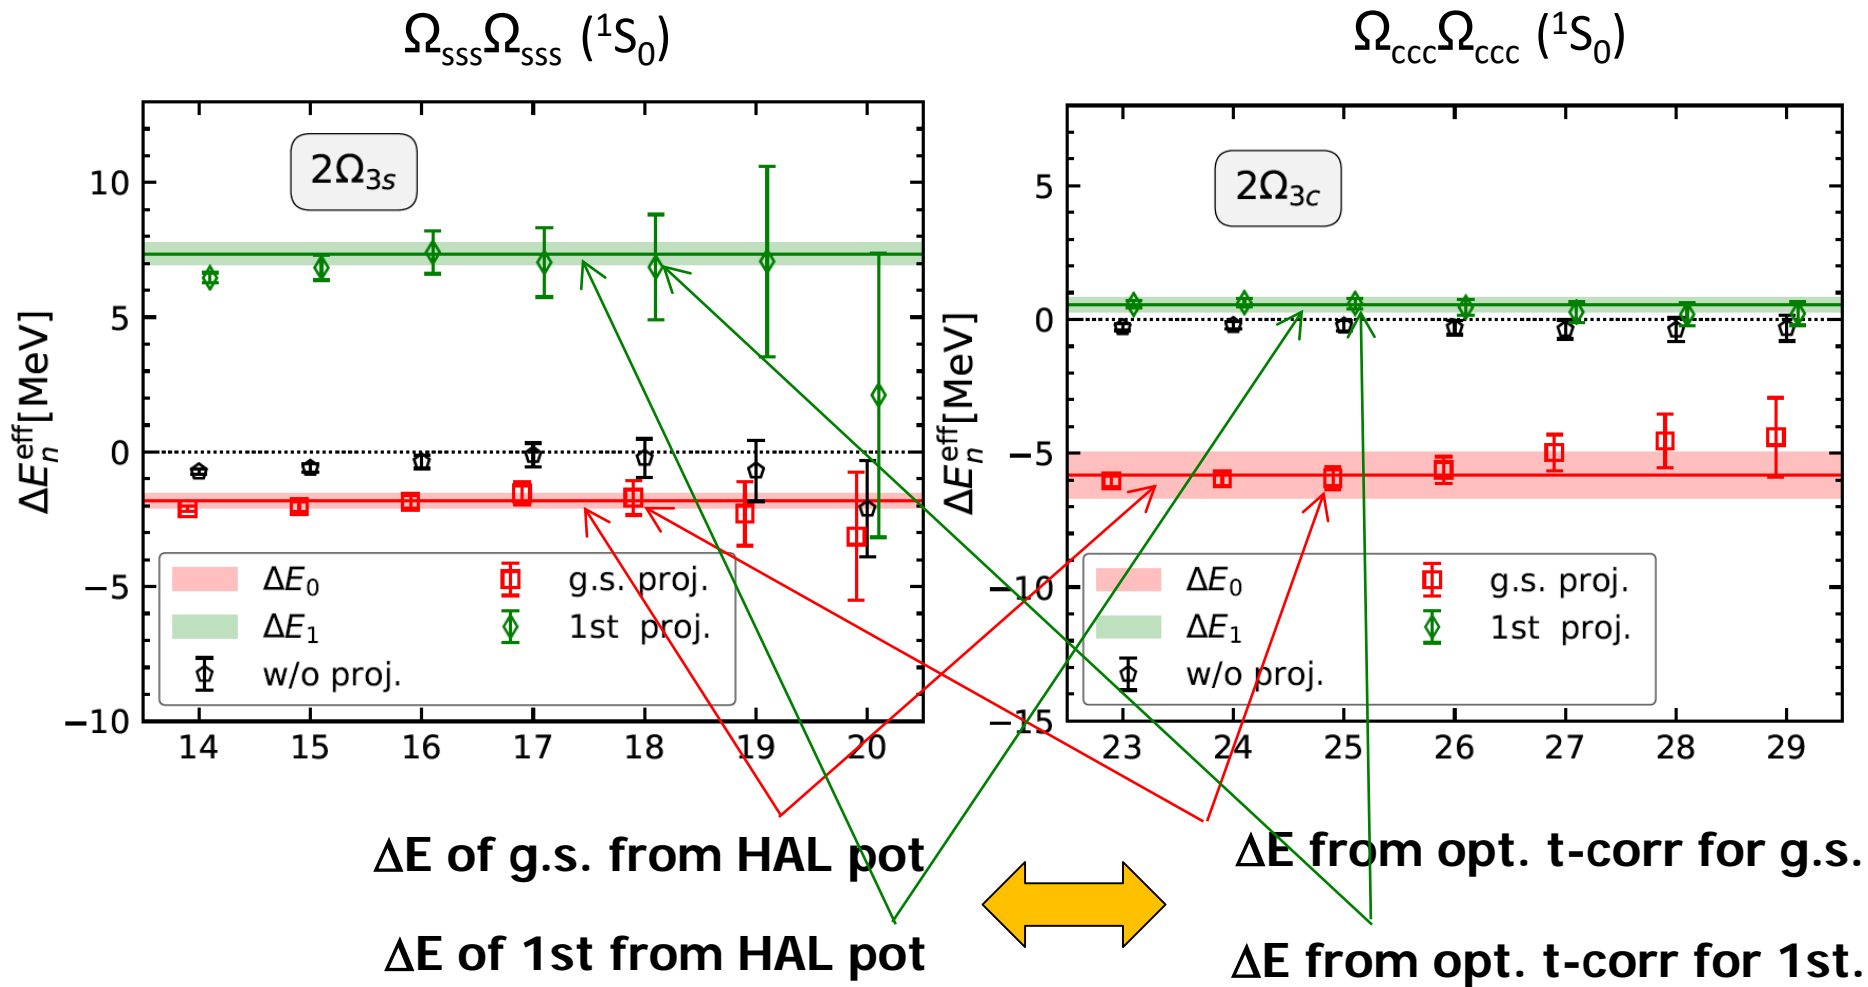 ΩsssΩsss (¹S₀)
ΩcccΩccc (¹S₀)
2Ω₃s
10
5
0
−5
−10
ΔEₙᵉᶠᶠ[MeV]
ΔE₀
g.s. proj.
ΔE₁
1st proj.
w/o proj.
14 15 16 17 18 19 20
2Ω₃c
5
0
−5
−10
−15
ΔEₙᵉᶠᶠ[MeV]
ΔE₀
g.s. proj.
ΔE₁
1st proj.
w/o proj.
23 24 25 26 27 28 29
ΔE of g.s. from HAL pot
ΔE from opt. t-corr for g.s.
ΔE of 1st from HAL pot
ΔE from opt. t-corr for 1st.